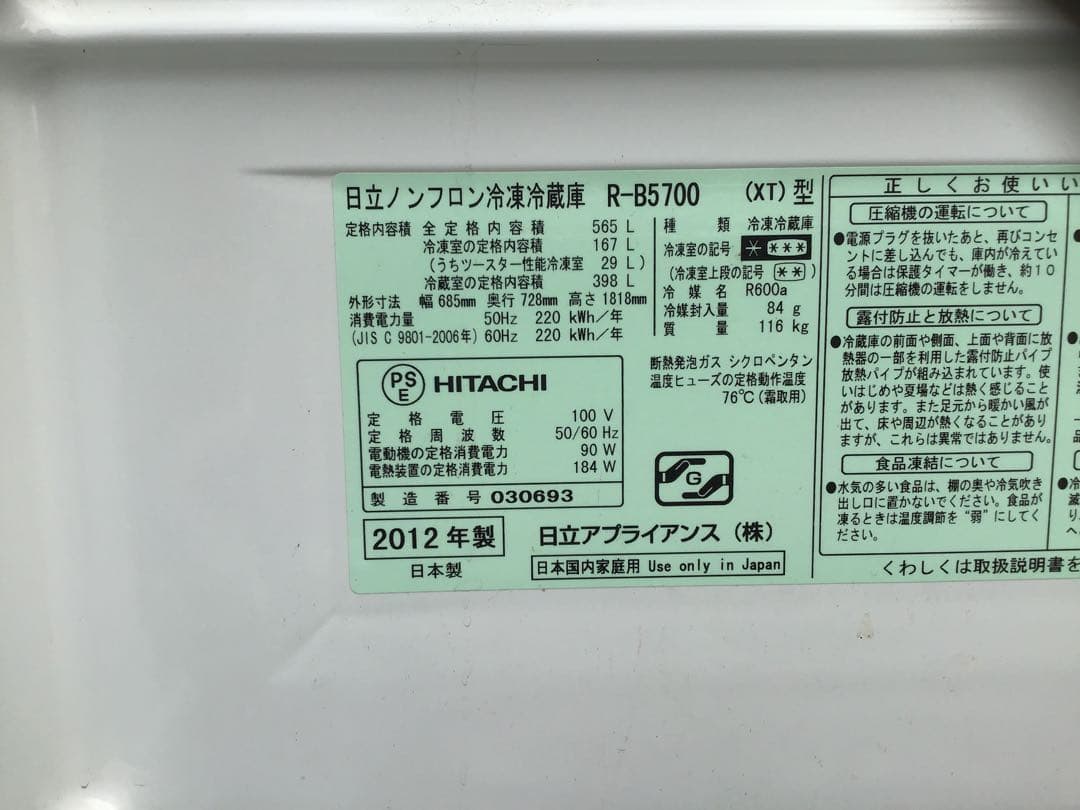 日立ノンフロン冷凍冷蔵庫 R-B5700 (XT) 型
定格内容積 全定格内容積 565 L
冷凍室の定格内容積 167 L
(うちツースター性能冷凍室 29 L)
冷蔵室の定格内容積 398 L
外形寸法 幅 685mm 奥行 728mm 高さ 1818mm
消費電力量 50Hz 220 kWh/年
(JIS C 9801-2006年) 60Hz 220 kWh/年
種類 冷凍冷蔵庫
冷凍室の記号 * ***
(冷凍室上段の記号 **)
冷媒名 R600a
冷媒封入量 84 g
質量 116 kg
断熱発泡ガス シクロペンタン
温度ヒューズの定格動作温度
76℃(霜取用)
PS
E
HITACHI
定格電圧 100 V
定格周波数 50/60 Hz
電動機の定格消費電力 90 W
電熱装置の定格消費電力 184 W
製造番号 030693
G
2012 年製
日本製
日立アプライアンス(株)
日本国内家庭用 Use only in Japan
正しくお使いい
圧縮機の運転について
●電源プラグを抜いたあと、再びコンセ
ントに差し込んでも、庫内が冷えてい
る場合は保護タイマーが働き、約10
分間は圧縮機の運転をしません。
露付防止と放熱について
●冷蔵庫の前面や側面、上面や背面に放
熱器の一部を利用した露付防止パイプ
放熱パイプが組み込まれています。使
いはじめや夏場などは熱く感じること
があります。また足元から暖かい風が
出て、床や周辺が熱くなることがあり
ますが、これらは異常ではありません。
食品凍結について
●水気の多い食品は、棚の奥や冷気吹き
出し口に置かないでください。食品が
凍るときは温度調節を“弱”にしてく
ださい。
くわしくは取扱説明書を